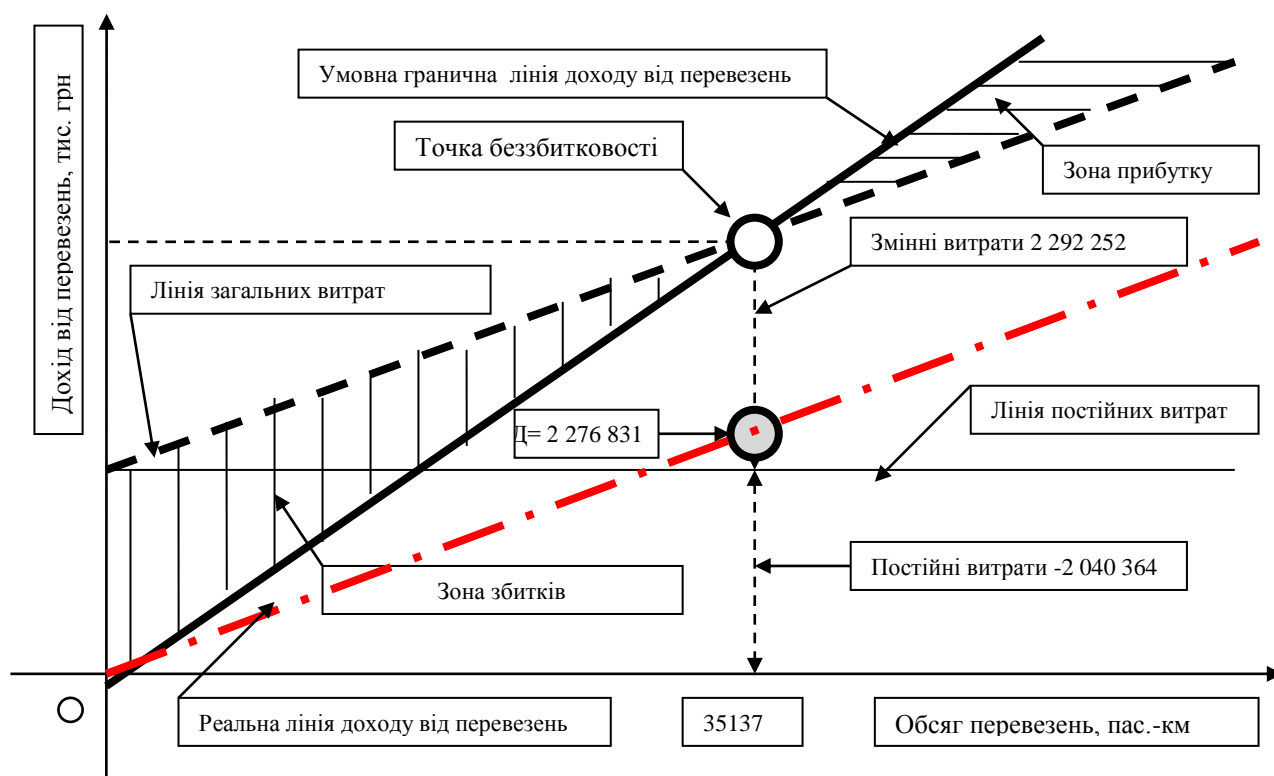 Дохід від перевезень, тис. грн
Умовна гранична лінія доходу від перевезень
Точка беззбитковості
Зона прибутку
Змінні витрати 2 292 252
Лінія загальних витрат
Лінія постійних витрат
Д= 2 276 831
Постійні витрати -2 040 364
Зона збитків
Реальна лінія доходу від перевезень
35137
Обсяг перевезень, пас.-км